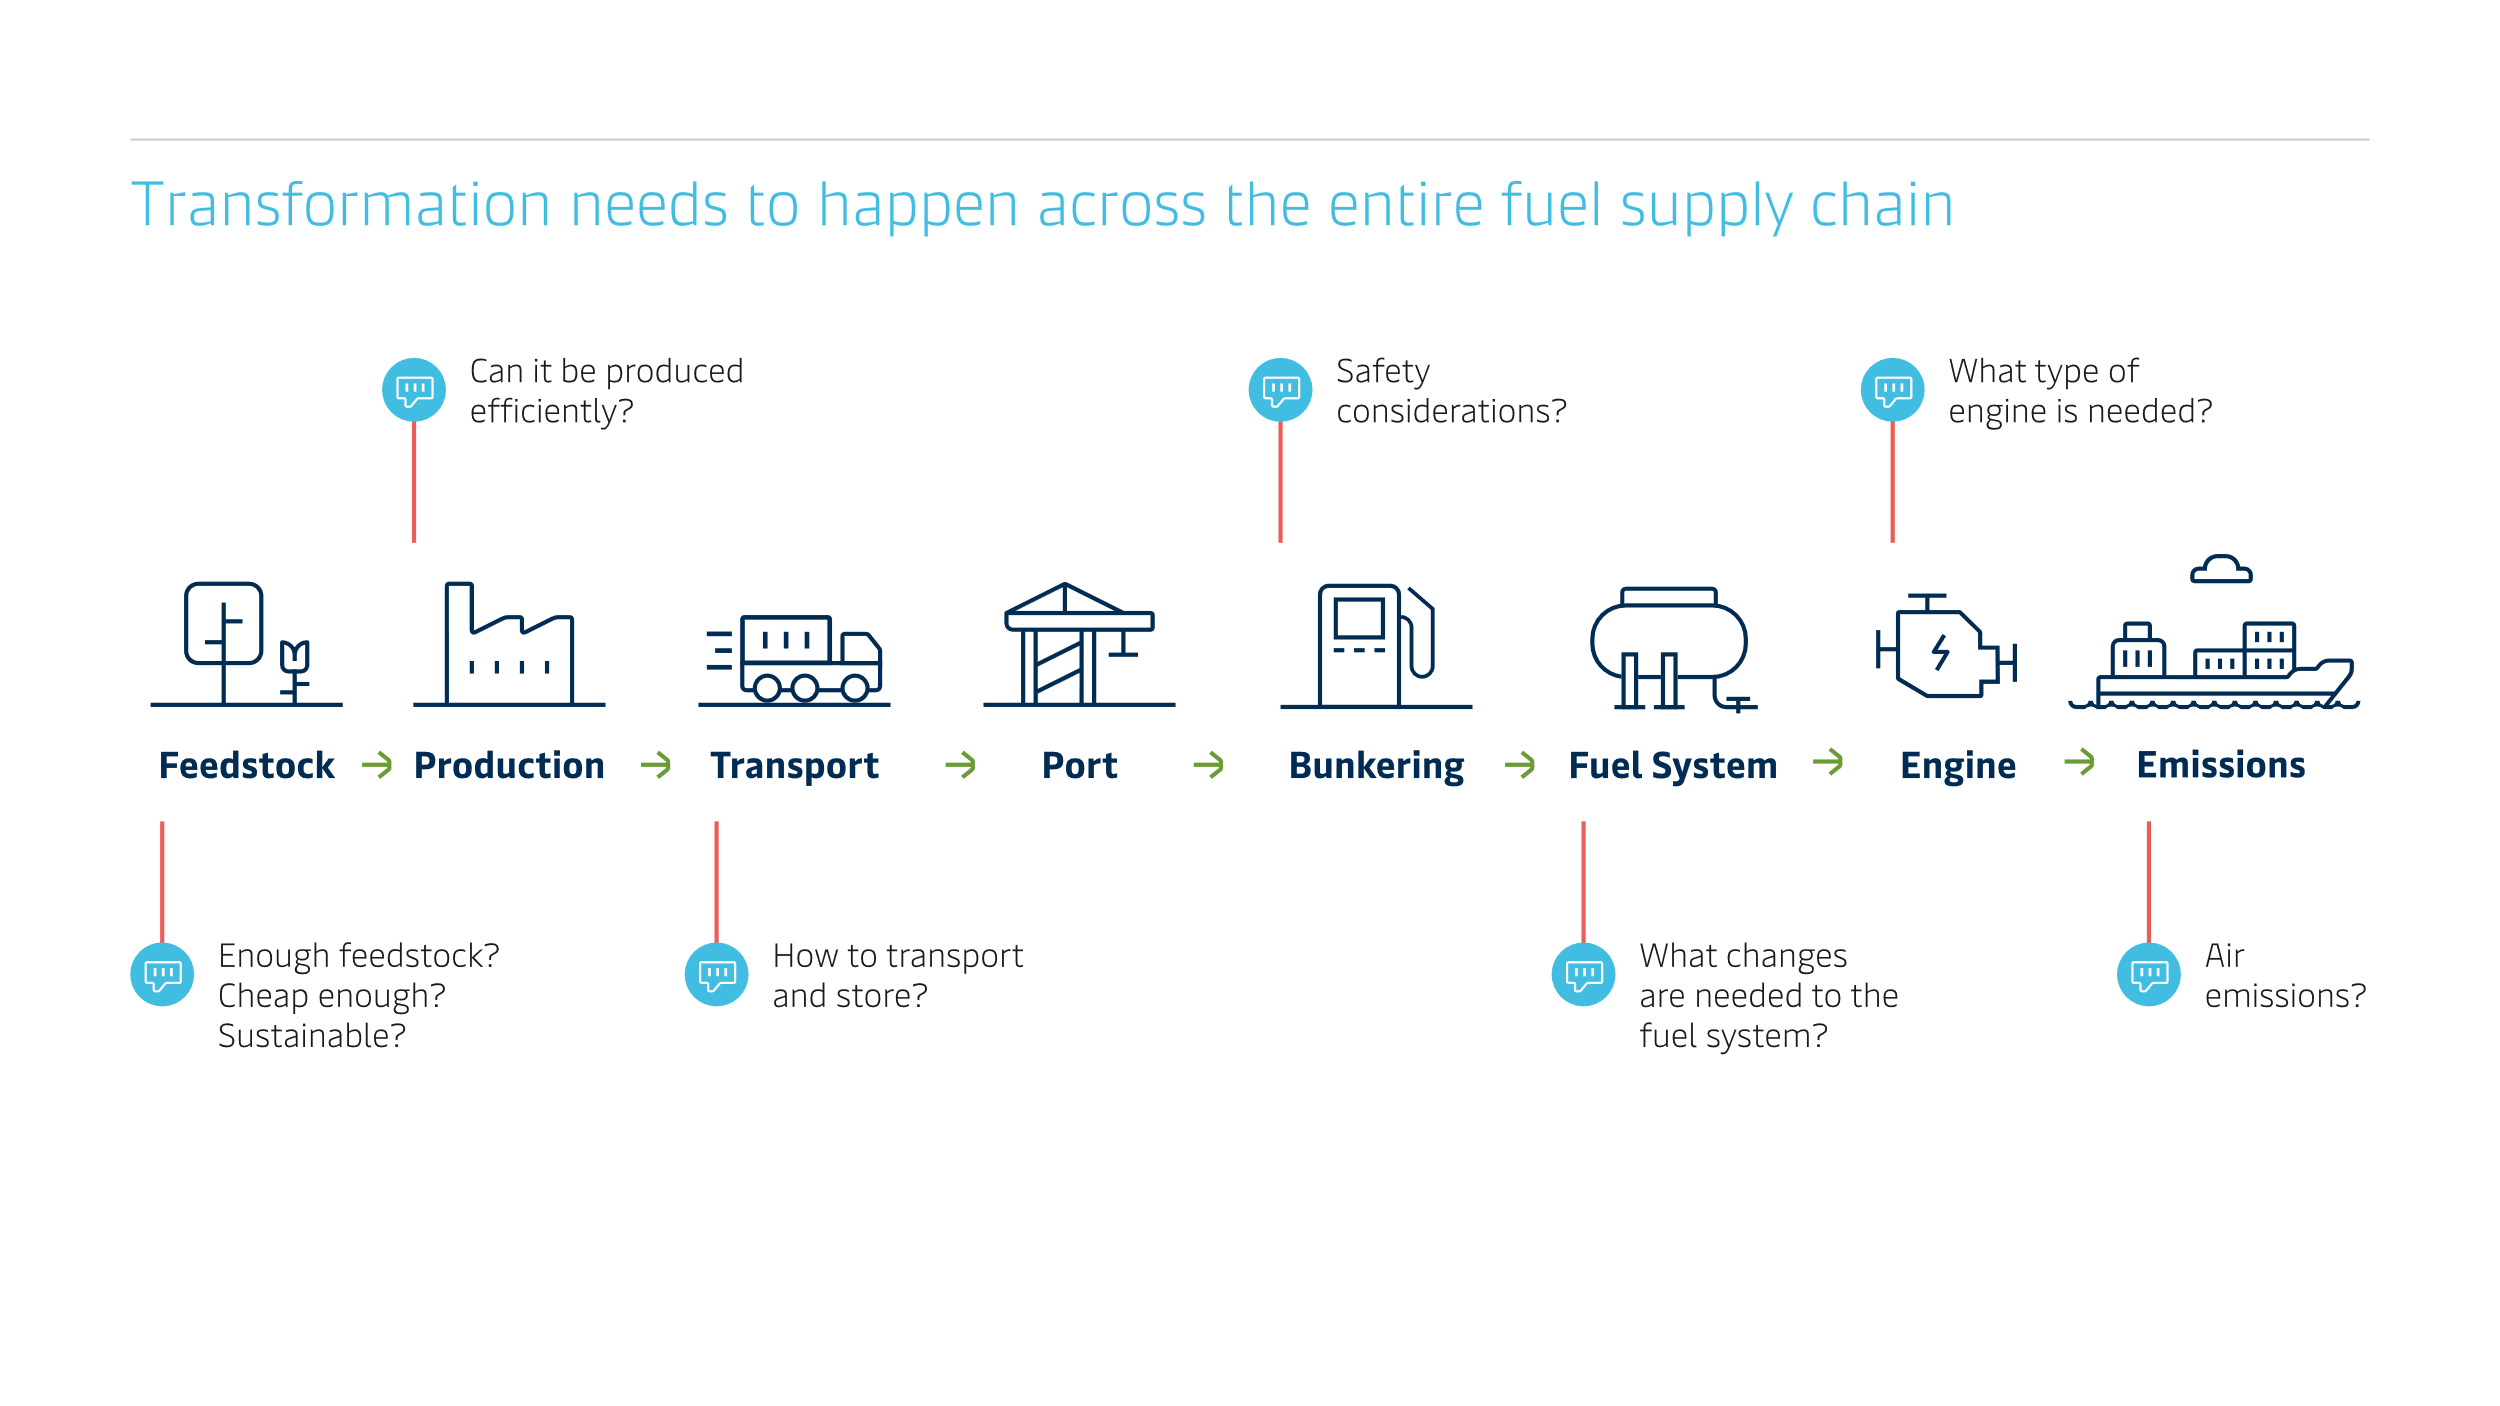 Transformation needs to happen across the entire fuel supply chain
Can it be produced
efficiently?
Safety
considerations?
What type of
engine is needed?
Feedstock
Production
Transport
Port
Bunkering
Fuel system
Engine
Emissions
Enough feedstock?
Cheap enough?
Sustainable?
How to transport
and store?
What changes
are needed to the
fuel system?
Air
emissions?